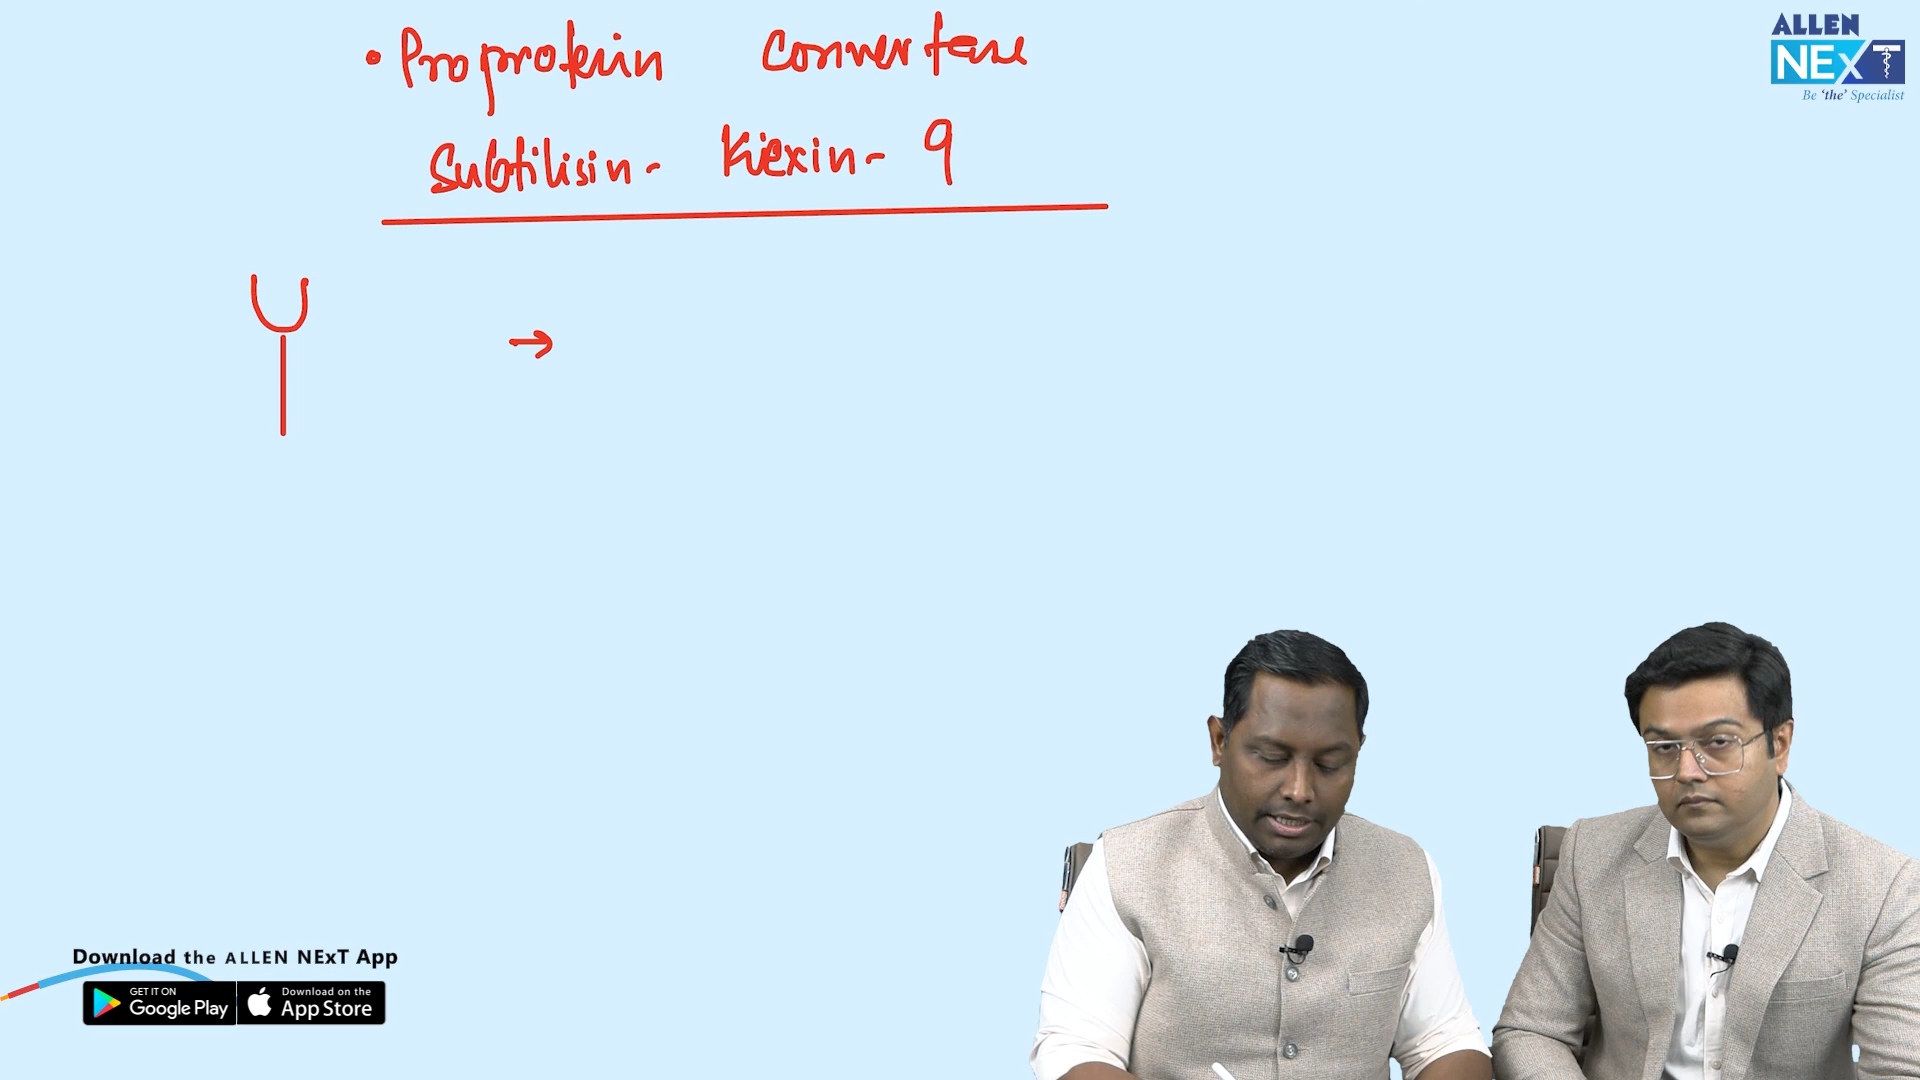 • Proprotein convertase
Subtilisin - Kiexin - 9
→
ALLEN
NEXT
Be 'the' Specialist
Download the ALLEN NExT App
GET IT ON
Google Play
Download on the
App Store